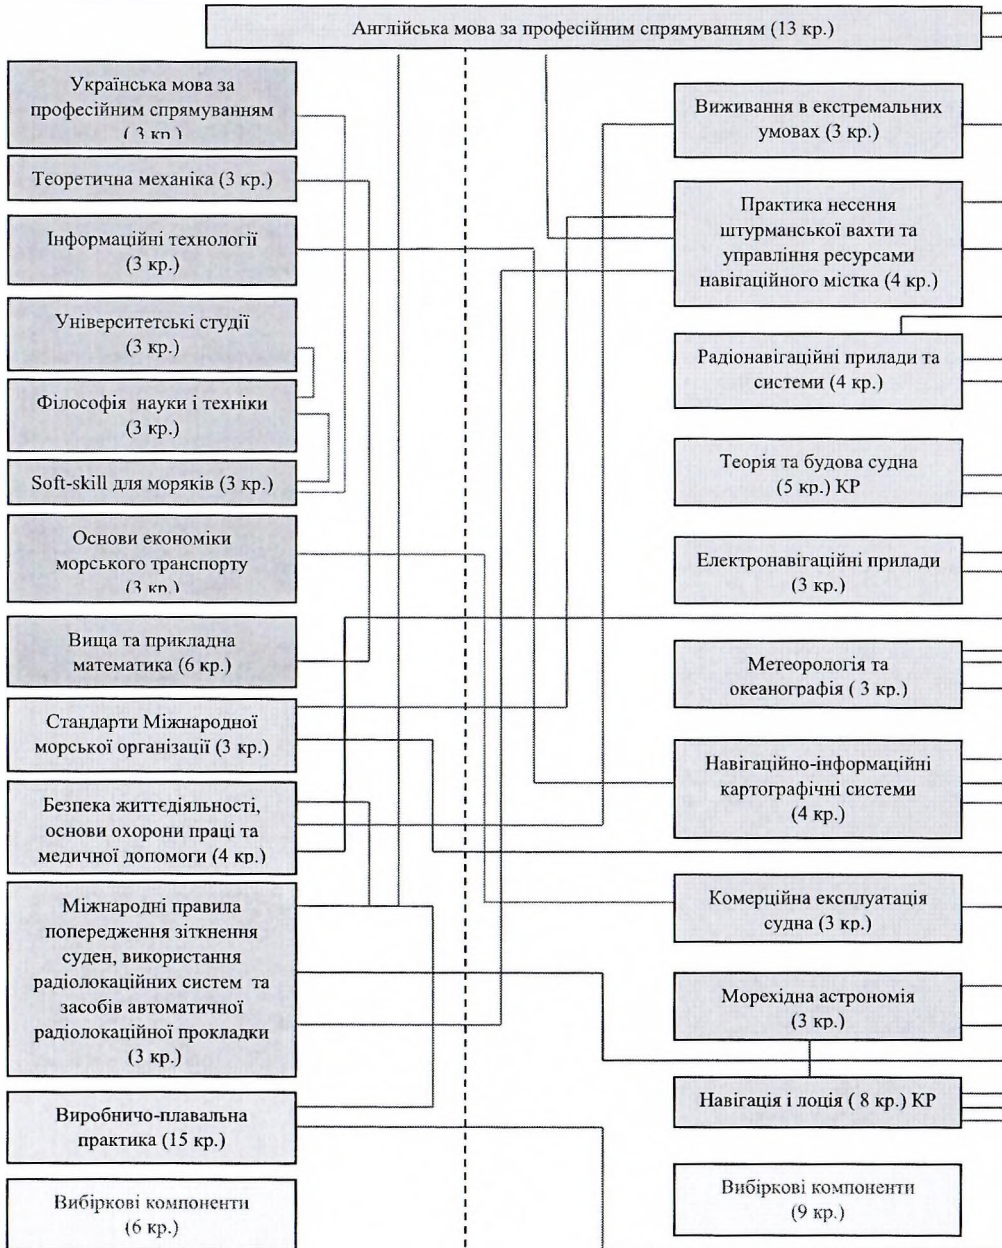 Англійська мова за професійним спрямуванням (13 кр.)
Українська мова за
професійним спрямуванням
( 3 кр.)
Теоретична механіка (3 кр.)
Інформаційні технології
(3 кр.)
Університетські студії
(3 кр.)
Філософія науки і техніки
(3 кр.)
Soft-skill для моряків (3 кр.)
Основи економіки
морського транспорту
(3 кр.)
Вища та прикладна
математика (6 кр.)
Стандарти Міжнародної
морської організації (3 кр.)
Безпека життєдіяльності,
основи охорони праці та
медичної допомоги (4 кр.)
Міжнародні правила
попередження зіткнення
суден, використання
радіолокаційних систем та
засобів автоматичної
радіолокаційної прокладки
(3 кр.)
Виробничо-плавальна
практика (15 кр.)
Вибіркові компоненти
(6 кр.)
Виживання в екстремальних
умовах (3 кр.)
Практика несення
штурманської вахти та
управління ресурсами
навігаційного містка (4 кр.)
Радіонавігаційні прилади та
системи (4 кр.)
Теорія та будова судна
(5 кр.) КР
Електронавігаційні прилади
(3 кр.)
Метеорологія та
океанографія ( 3 кр.)
Навігаційно-інформаційні
картографічні системи
(4 кр.)
Комерційна експлуатація
судна (3 кр.)
Морехідна астрономія
(3 кр.)
Навігація і лоція ( 8 кр.) КР
Вибіркові компоненти
(9 кр.)